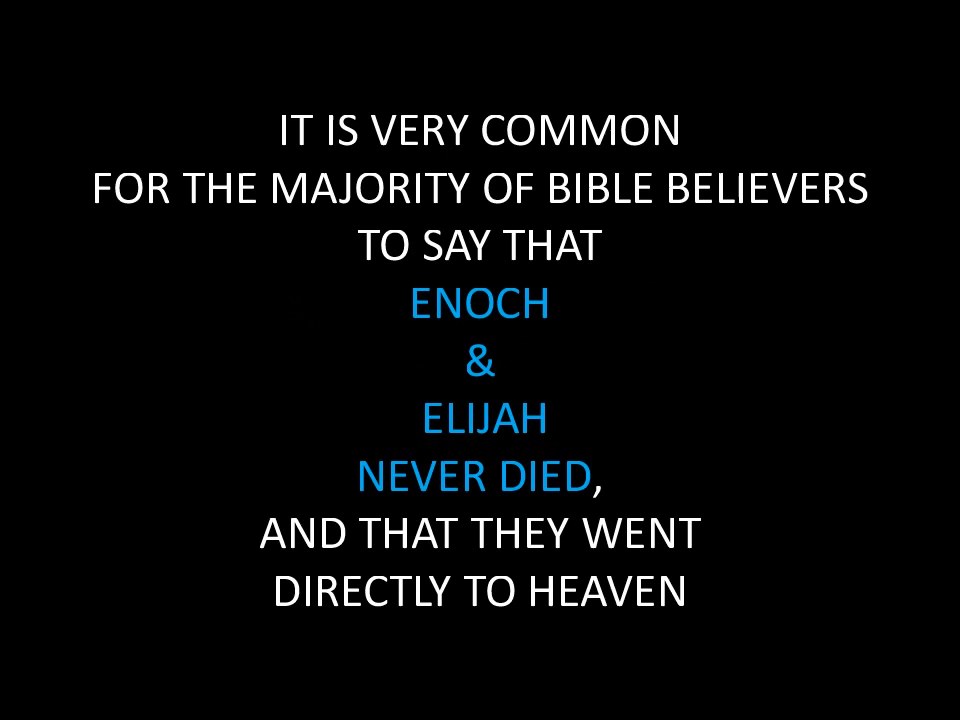 IT IS VERY COMMON
FOR THE MAJORITY OF BIBLE BELIEVERS
TO SAY THAT
ENOCH
&
ELIJAH
NEVER DIED,
AND THAT THEY WENT
DIRECTLY TO HEAVEN